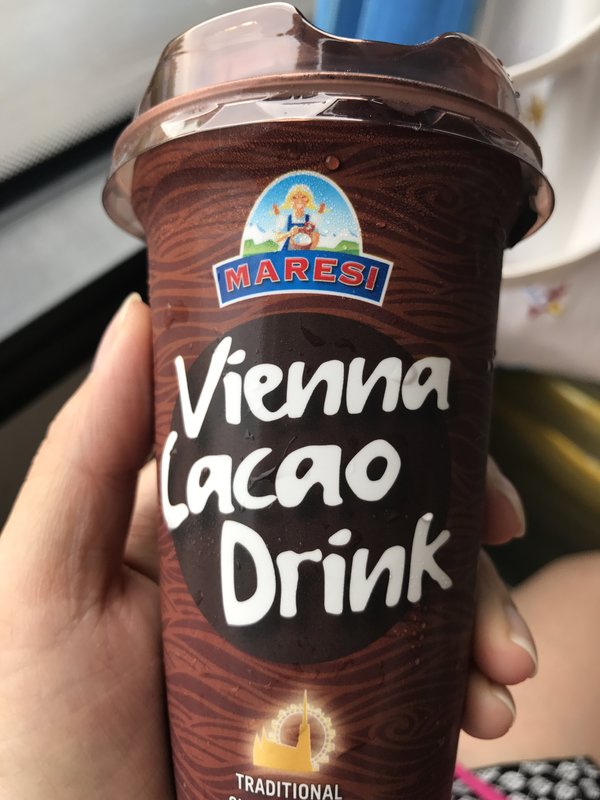 MARESI
Vienna
Cacao
Drink
TRADITIONAL